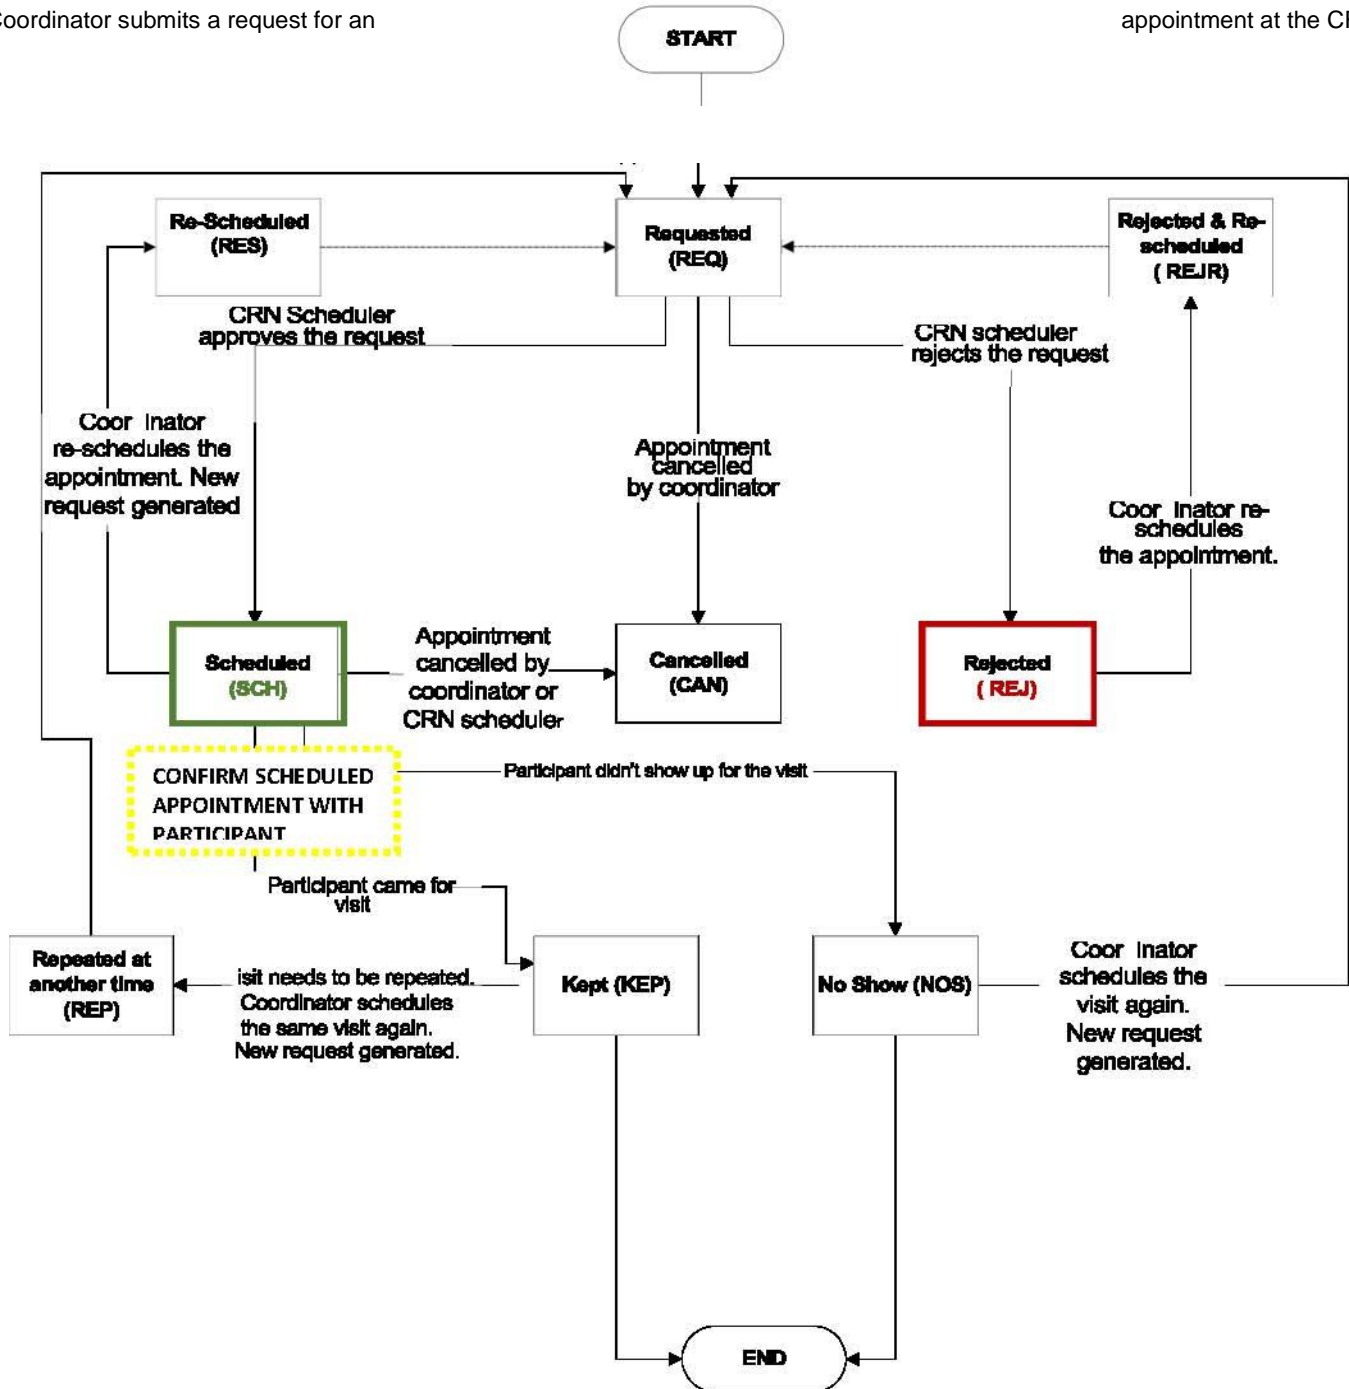 Coordinator submits a request for an
appointment at the
START
Re-Scheduled
(RES)
Requested
(REQ)
Rejected & Re-
scheduled
( REJR)
CRN Scheduler
approves the request
CRN scheduler
rejects the request
Coor inator
re-schedules the
appointment. New
request generated
Appointment
cancelled
by coordinator
Coor inator re-
schedules
the appointment.
Scheduled
(SCH)
Appointment
cancelled by
coordinator or
CRN scheduler
Cancelled
(CAN)
Rejected
( REJ)
CONFIRM SCHEDULED
APPOINTMENT WITH
PARTICIPANT
Participant didn't show up for the visit
Participant came for
visit
Repeated at
another time
(REP)
isit needs to be repeated.
Coordinator schedules
the same visit again.
New request generated.
Kept (KEP)
No Show (NOS)
Coor inator
schedules the
visit again.
New request
generated.
END